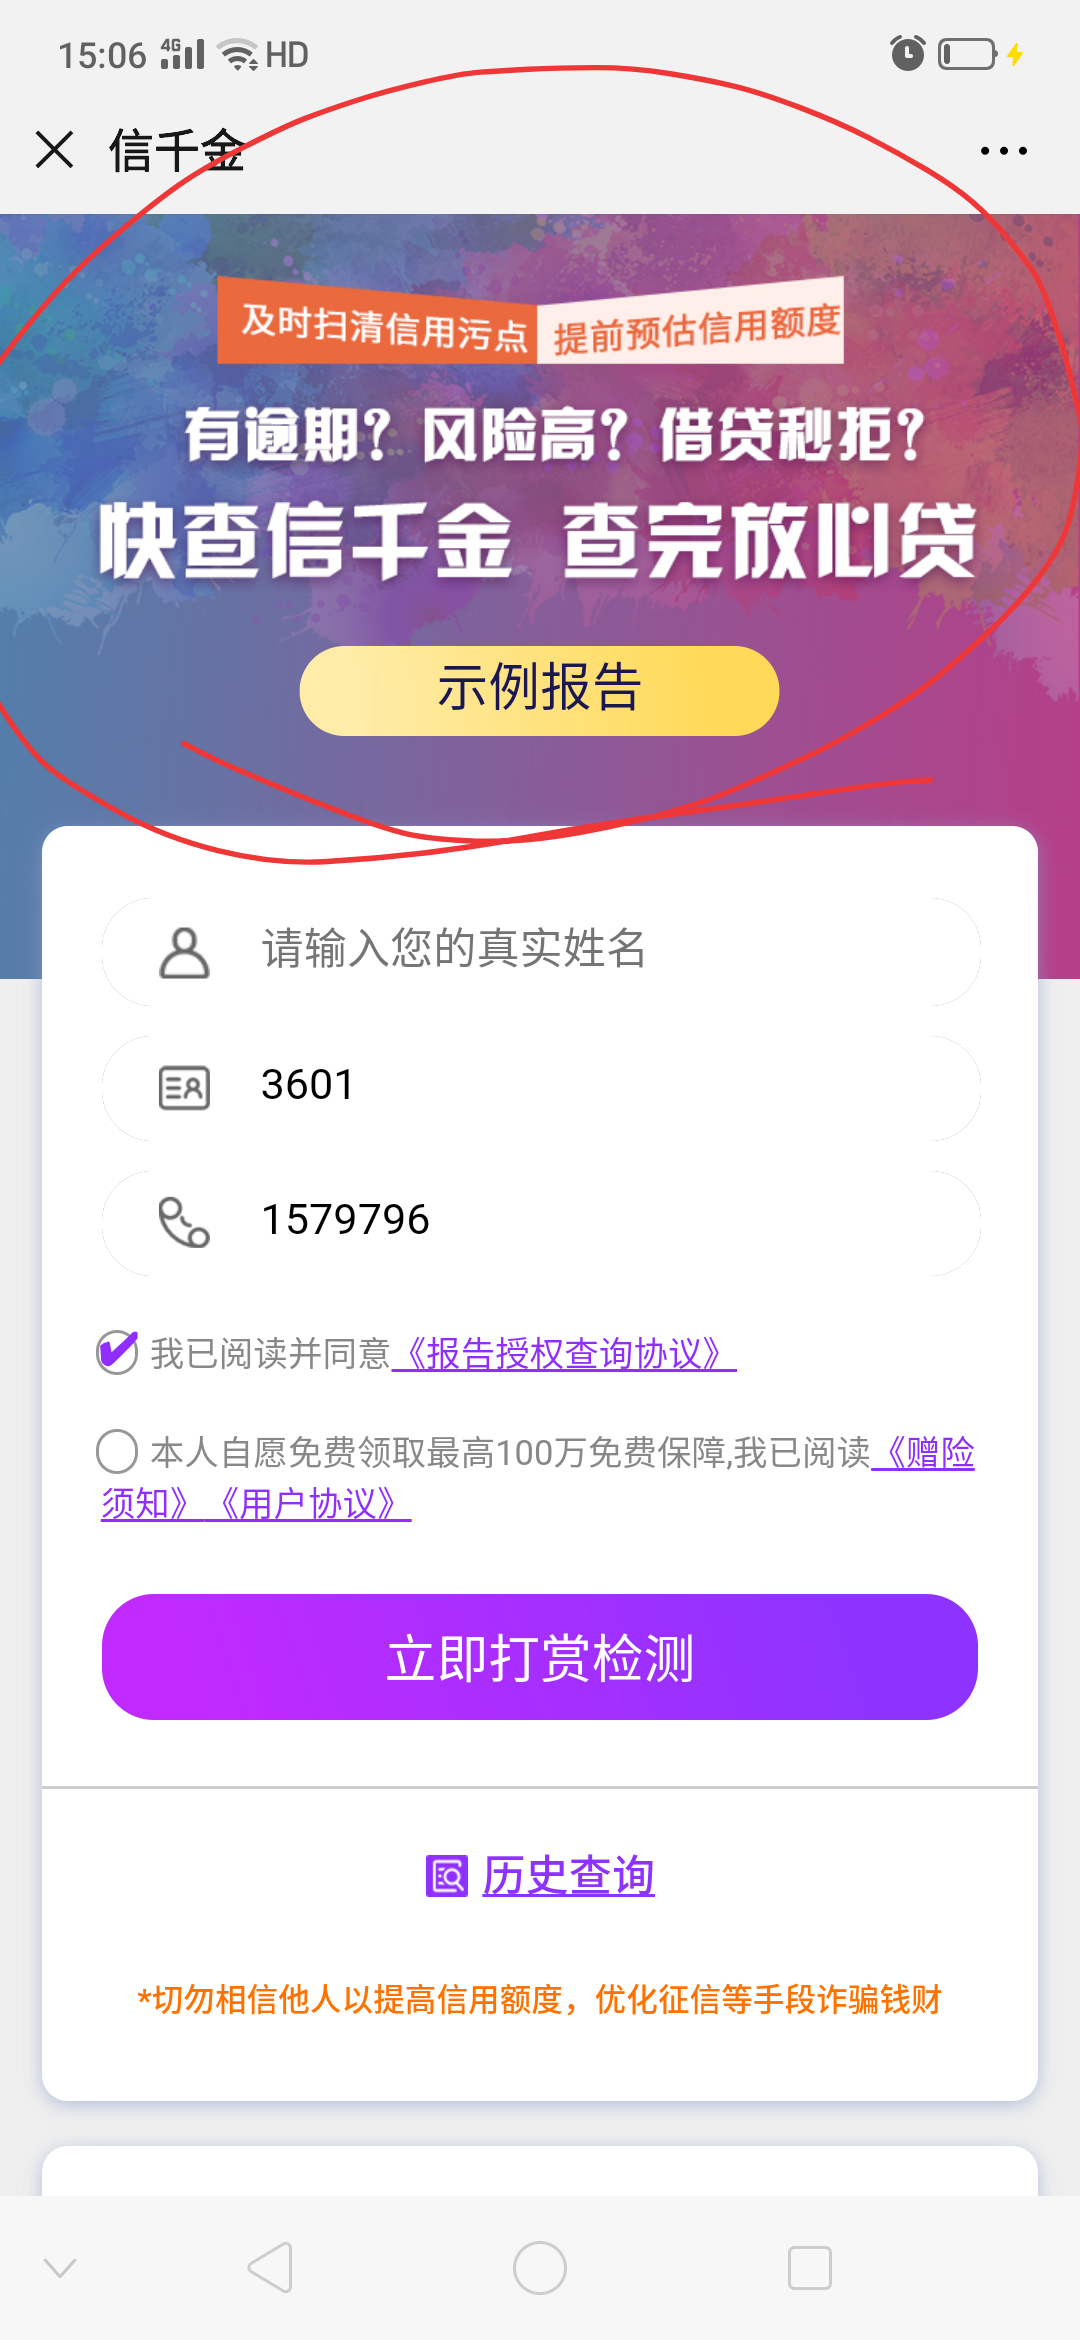 15:06 4G HD
信千金
及时扫清信用污点 提前预估信用额度
有逾期？风险高？借贷秒拒？
快查信千金 查完放心贷
示例报告
请输入您的真实姓名
3601
1579796
我已阅读并同意《报告授权查询协议》
本人自愿免费领取最高100万免费保障,我已阅读《赠险
须知》《用户协议》
立即打赏检测
历史查询
*切勿相信他人以提高信用额度，优化征信等手段诈骗钱财